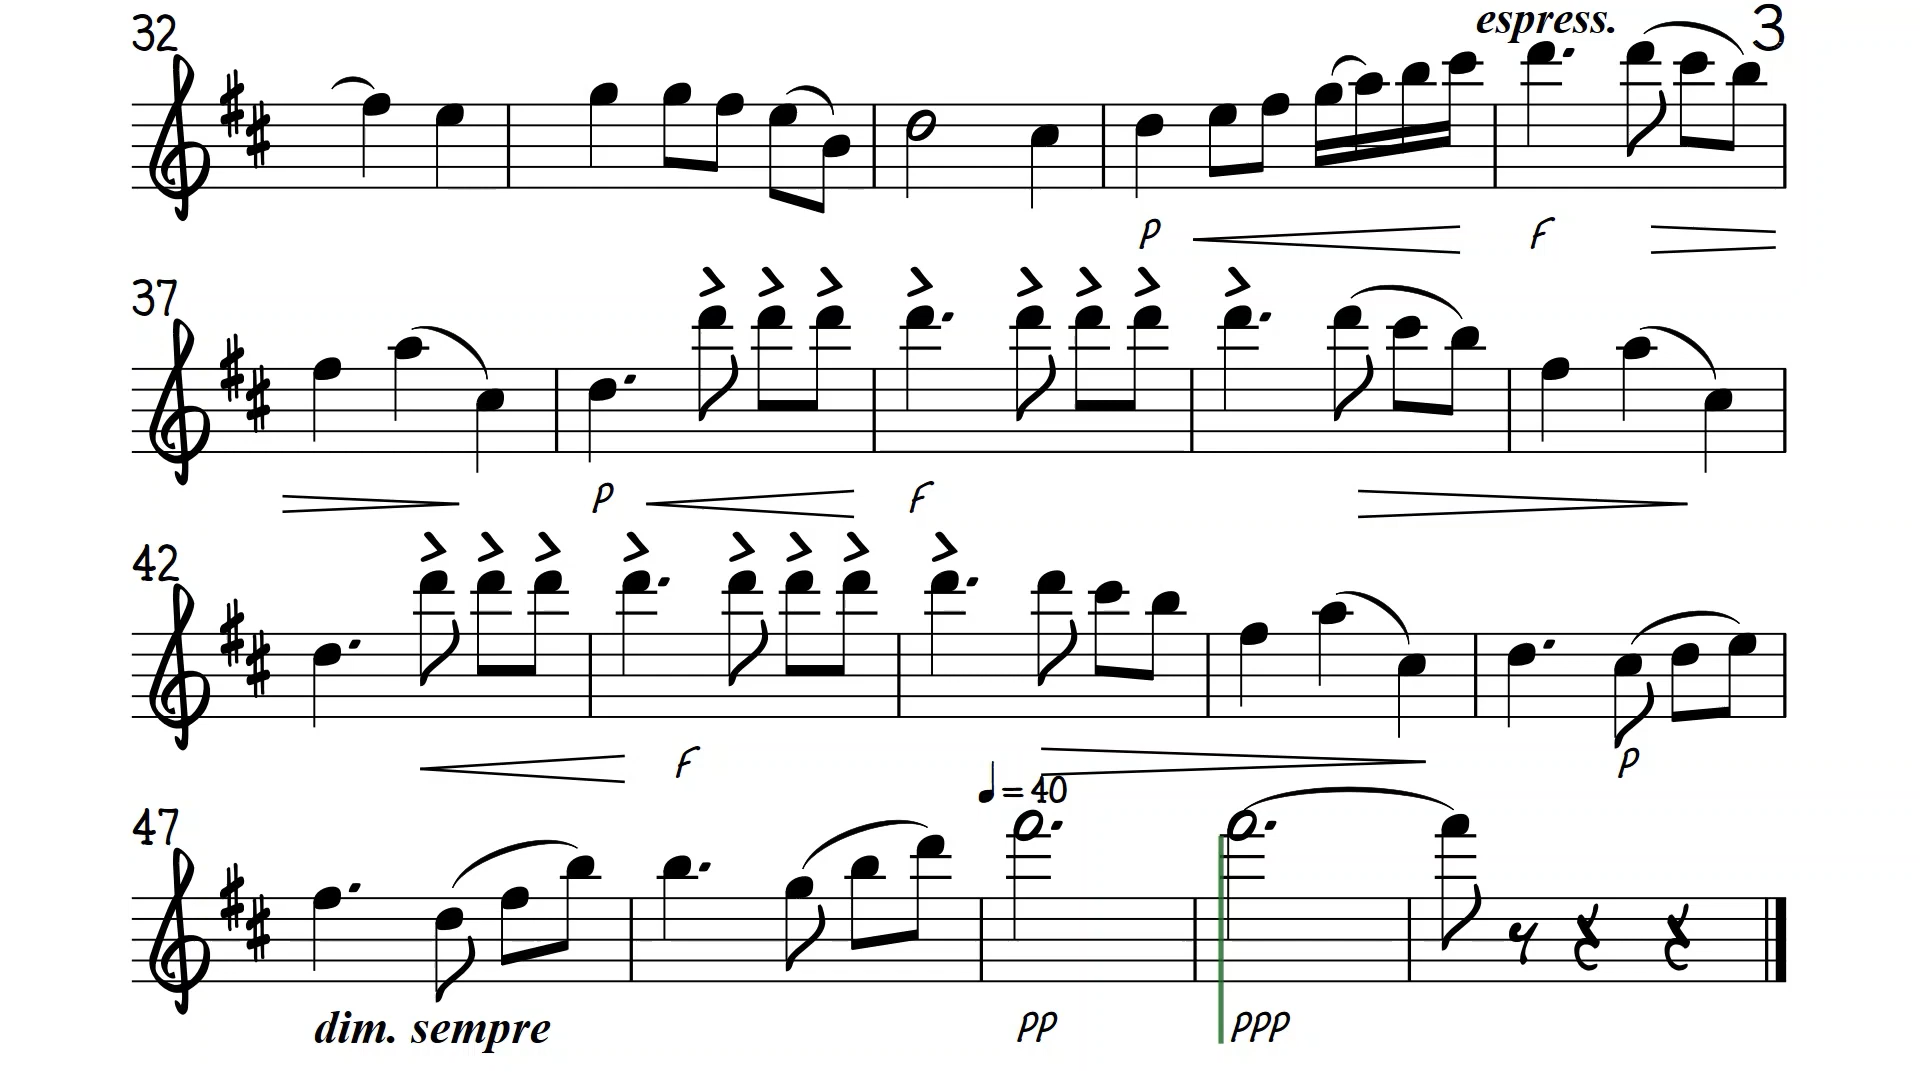 32 espress. 3
p F
37
p F
42
F p
= 40
47
dim. sempre pp ppp